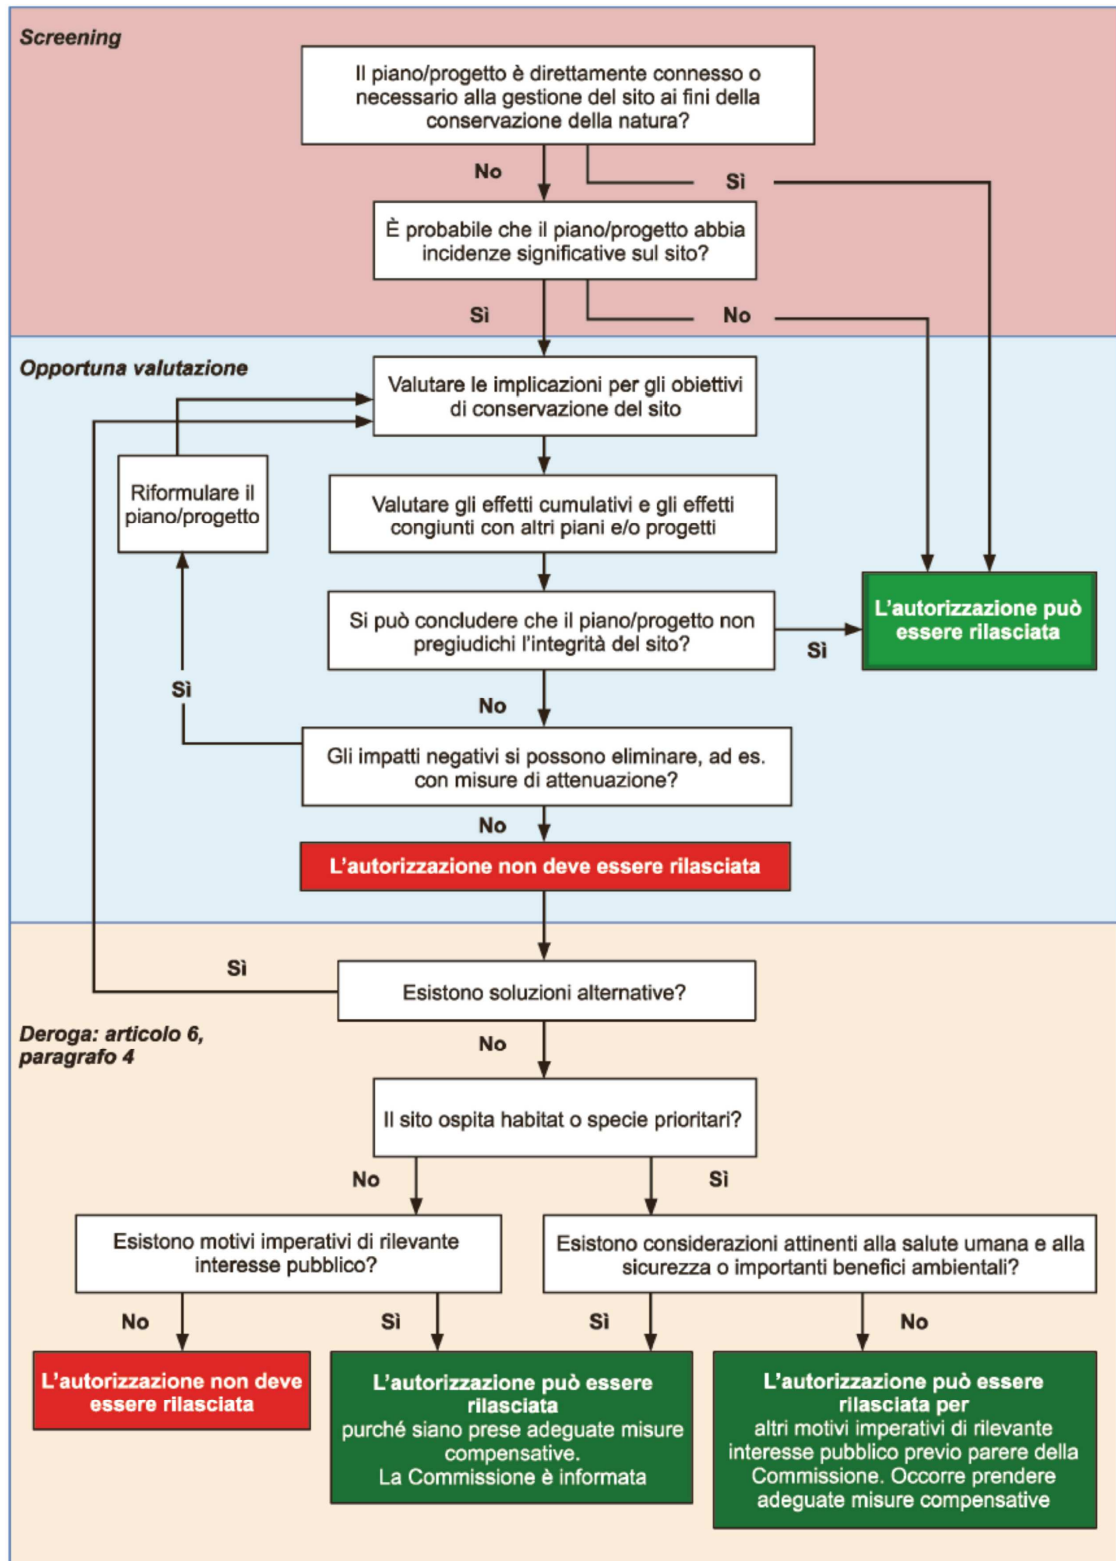 Screening
Il piano/progetto è direttamente connesso o
necessario alla gestione del sito ai fini della
conservazione della natura?
No
Sì
È probabile che il piano/progetto abbia
incidenze significative sul sito?
Sì
No
Opportuna valutazione
Valutare le implicazioni per gli obiettivi
di conservazione del sito
Riformulare il
piano/progetto
Valutare gli effetti cumulativi e gli effetti
congiunti con altri piani e/o progetti
Si può concludere che il piano/progetto non
pregiudichi l'integrità del sito?
Sì
L'autorizzazione può
essere rilasciata
Sì
No
Gli impatti negativi si possono eliminare, ad es.
con misure di attenuazione?
No
L'autorizzazione non deve essere rilasciata
Sì
Esistono soluzioni alternative?
Deroga: articolo 6,
paragrafo 4
No
Il sito ospita habitat o specie prioritari?
No
Sì
Esistono motivi imperativi di rilevante
interesse pubblico?
Esistono considerazioni attinenti alla salute umana e alla
sicurezza o importanti benefici ambientali?
No
Sì
Sì
No
L'autorizzazione non deve
essere rilasciata
L'autorizzazione può essere
rilasciata
purché siano prese adeguate misure
compensative.
La Commissione è informata
L'autorizzazione può essere
rilasciata per
altri motivi imperativi di rilevante
interesse pubblico previo parere della
Commissione. Occorre prendere
adeguate misure compensative